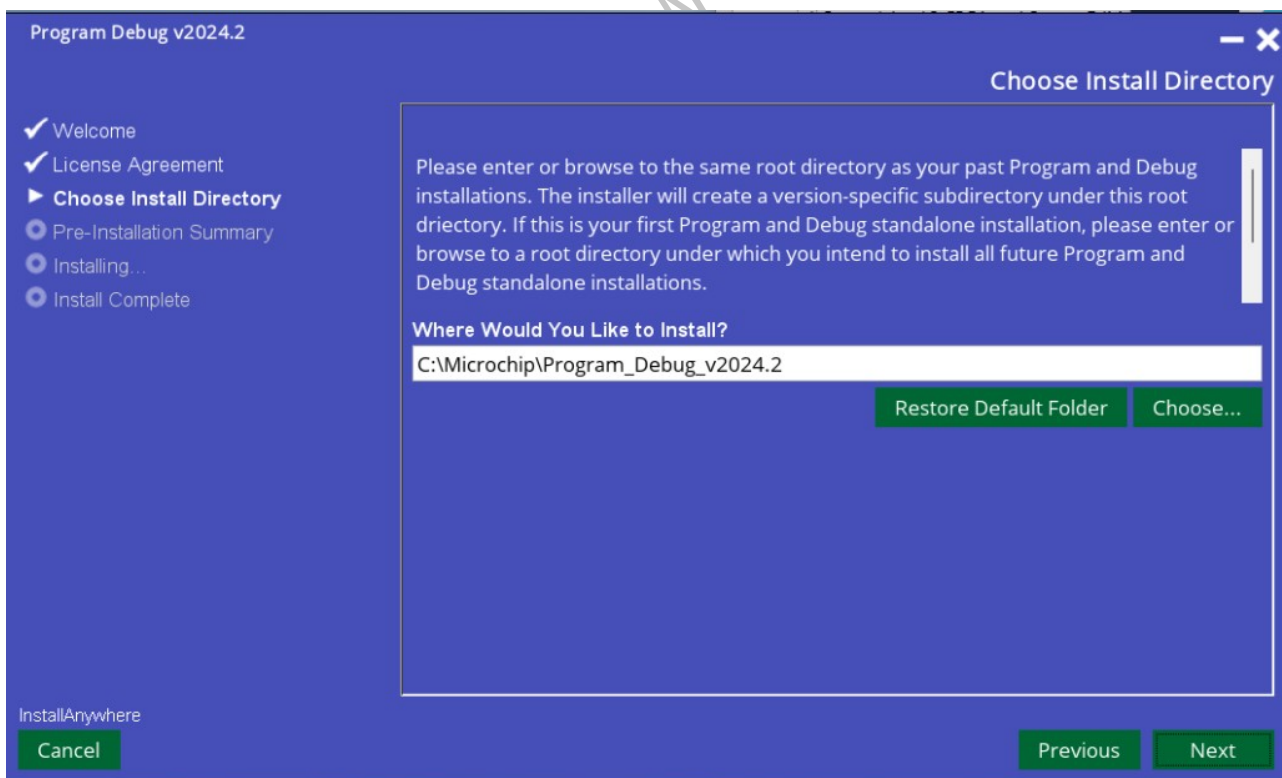 Program Debug v2024.2
Choose Install Directory
Welcome
License Agreement
Choose Install Directory
Pre-Installation Summary
Installing...
Install Complete
Please enter or browse to the same root directory as your past Program and Debug
installations. The installer will create a version-specific subdirectory under this root
driectory. If this is your first Program and Debug standalone installation, please enter or
browse to a root directory under which you intend to install all future Program and
Debug standalone installations.
Where Would You Like to Install?
C:\Microchip\Program_Debug_v2024.2
Restore Default Folder Choose...
InstallAnywhere
Cancel Previous Next